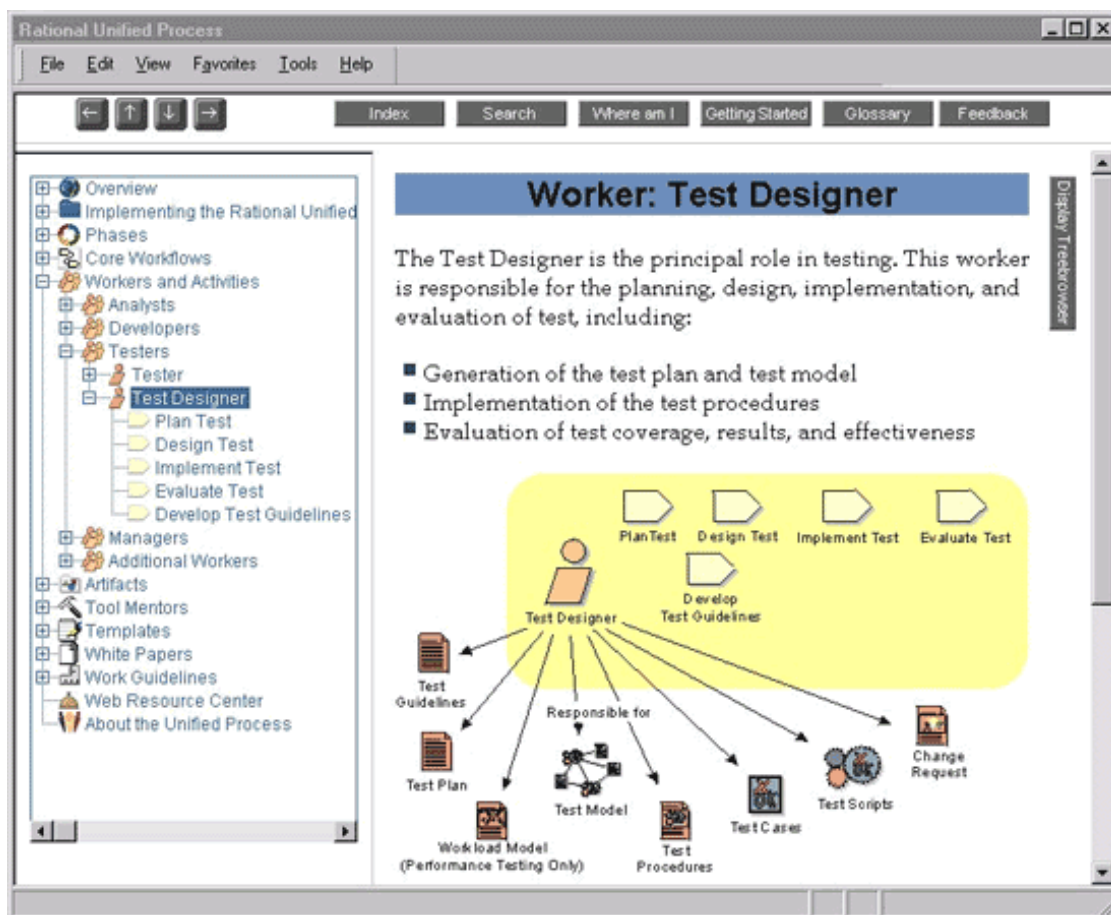 Rational Unified Process
File Edit View Favorites Tools Help
Index Search Where am I Getting Started Glossary Feedback
Overview
Implementing the Rational Unified
Phases
Core Workflows
Workers and Activities
Analysts
Developers
Testers
Tester
Test Designer
Plan Test
Design Test
Implement Test
Evaluate Test
Develop Test Guidelines
Managers
Additional Workers
Artifacts
Tool Mentors
Templates
White Papers
Work Guidelines
Web Resource Center
About the Unified Process
Worker: Test Designer
Display Treebrowser
The Test Designer is the principal role in testing. This worker
is responsible for the planning, design, implementation, and
evaluation of test, including:
Generation of the test plan and test model
Implementation of the test procedures
Evaluation of test coverage, results, and effectiveness
Plan Test Design Test Implement Test Evaluate Test
Develop
Test Guidelines
Test Designer
Test
Guidelines
Responsible for
Test Plan
Test Model
Workload Model
(Performance Testing Only)
Test
Procedures
Test Cases
Test Scripts
Change
Request